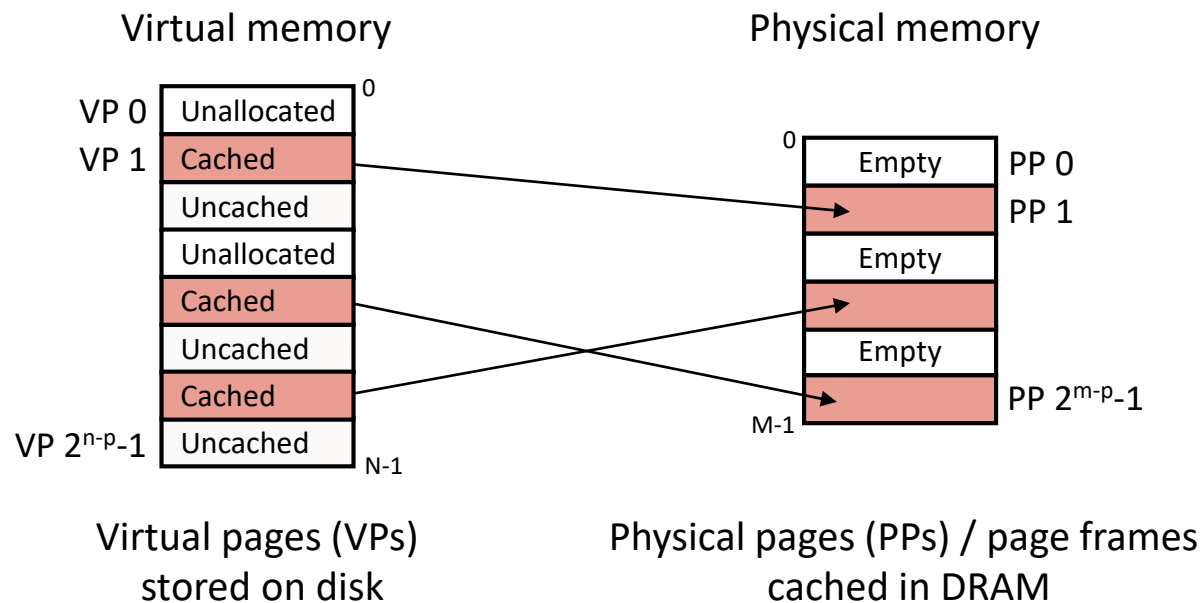 Virtual memory
Physical memory
0
VP 0 Unallocated
VP 1 Cached
Uncached
Unallocated
Cached
Uncached
Cached
VP 2^n-p-1 Uncached
N-1
0
Empty PP 0
PP 1
Empty
Empty
PP 2^m-p-1
M-1
Virtual pages (VPs)
stored on disk
Physical pages (PPs) / page frames
cached in DRAM